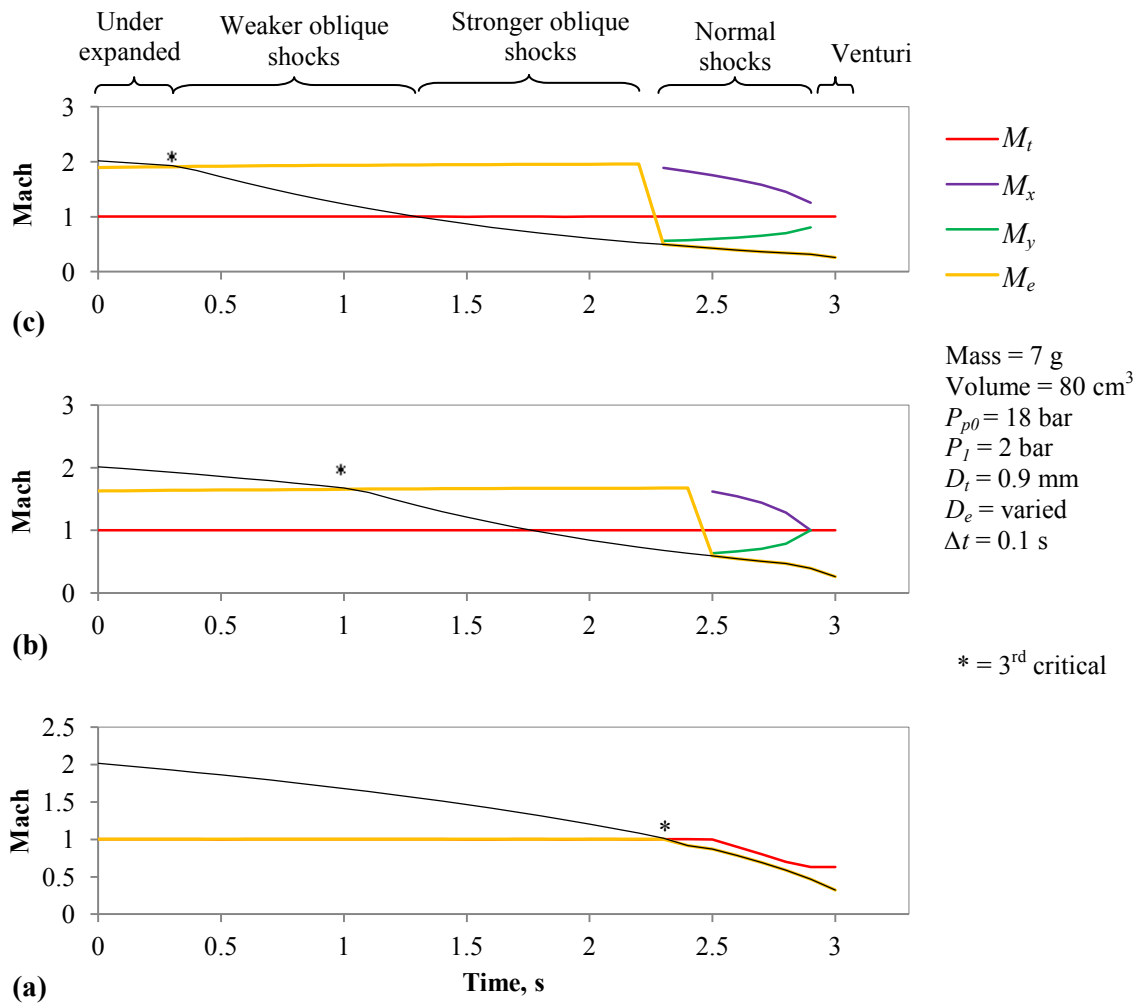 Under expanded
Weaker oblique shocks
Stronger oblique shocks
Normal shocks
Venturi
3
2
1
0
Mach
*
0 0.5 1 1.5 2 2.5 3
(c)
M_t
M_x
M_y
M_e
3
2
1
0
Mach
*
0 0.5 1 1.5 2 2.5 3
(b)
Mass = 7 g
Volume = 80 cm³
P_p0 = 18 bar
P_1 = 2 bar
D_t = 0.9 mm
D_e = varied
Δt = 0.1 s
* = 3rd critical
2.5
2
1.5
1
0.5
0
Mach
*
0 0.5 1 1.5 2 2.5 3
Time, s
(a)